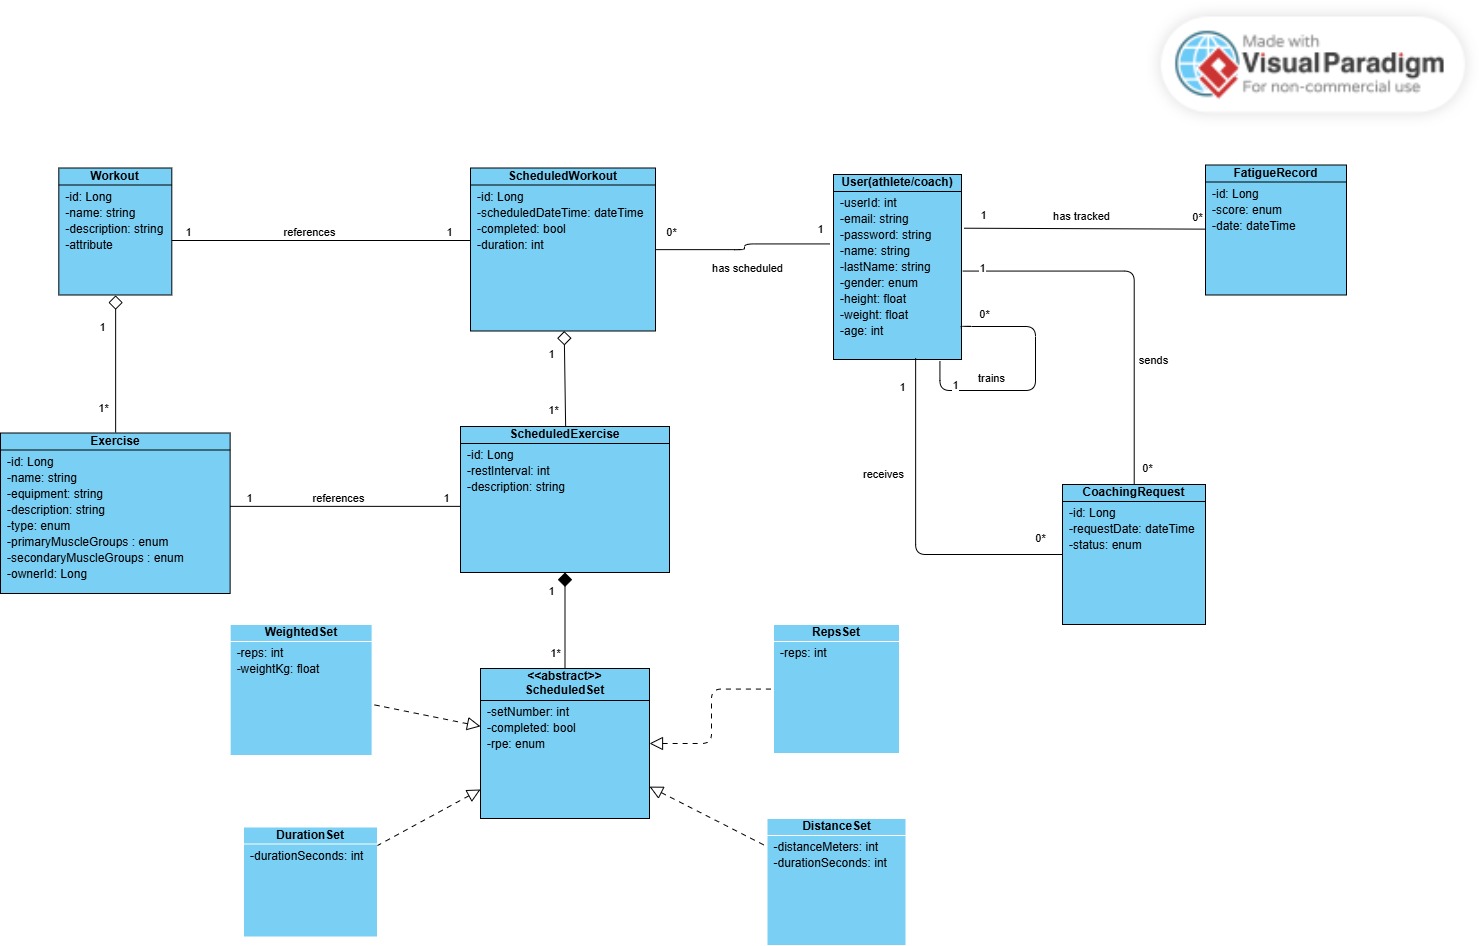 Made with
Visual Paradigm
For non-commercial use
Workout
-id: Long
-name: string
-description: string
-attribute
1
references
1
ScheduledWorkout
-id: Long
-scheduledDateTime: dateTime
-completed: bool
-duration: int
0*
has scheduled
1
User(athlete/coach)
-userId: int
-email: string
-password: string
-name: string
-lastName: string
-gender: enum
-height: float
-weight: float
-age: int
1
has tracked
0*
FatigueRecord
-id: Long
-score: enum
-date: dateTime
1
sends
0*
0*
1
trains
1
receives
0*
CoachingRequest
-id: Long
-requestDate: dateTime
-status: enum
1
1*
1
1*
Exercise
-id: Long
-name: string
-equipment: string
-description: string
-type: enum
-primaryMuscleGroups : enum
-secondaryMuscleGroups : enum
-ownerId: Long
1
references
1
ScheduledExercise
-id: Long
-restInterval: int
-description: string
1
1*
WeightedSet
-reps: int
-weightKg: float
<<abstract>>
ScheduledSet
-setNumber: int
-completed: bool
-rpe: enum
RepsSet
-reps: int
DurationSet
-durationSeconds: int
DistanceSet
-distanceMeters: int
-durationSeconds: int